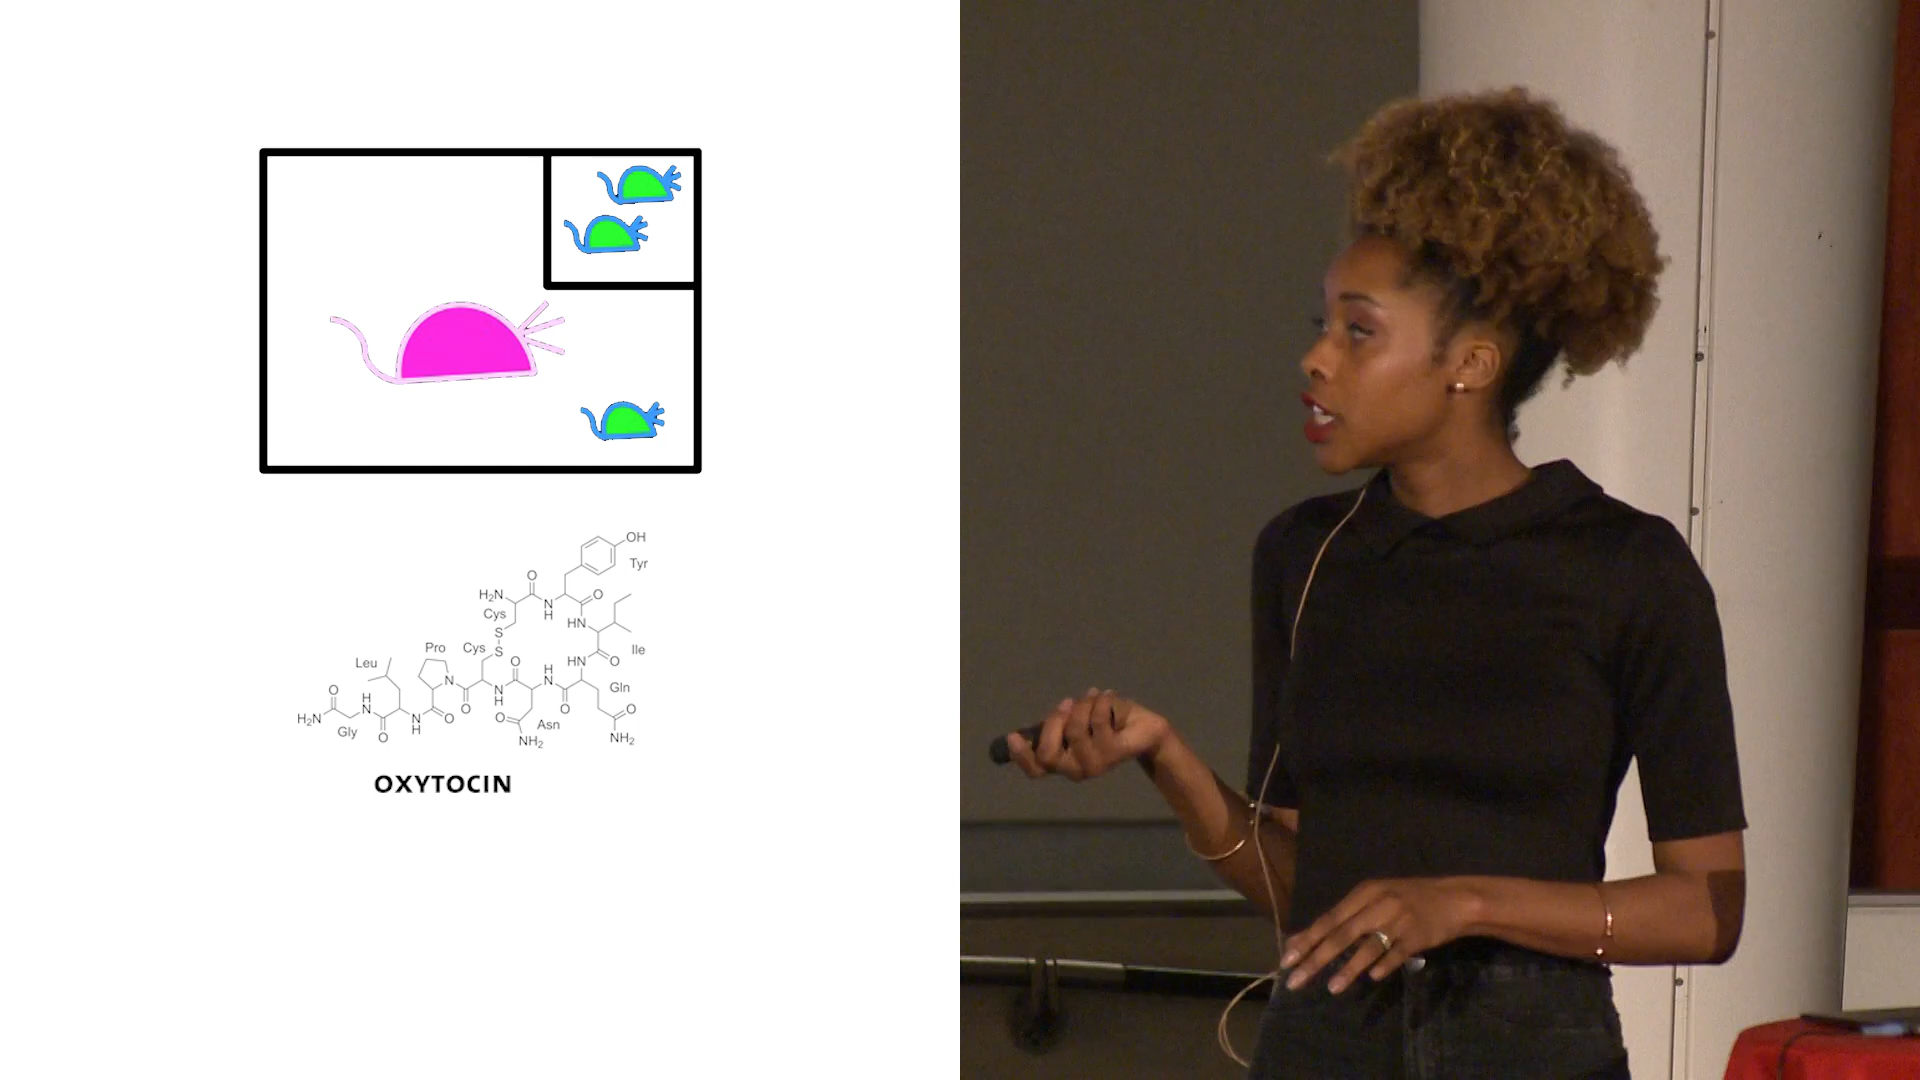 OH
Tyr
O
H₂N
N
H
O
Cys
HN
S
Ile
Pro
Cys
S
HN
O
Leu
O
H
N
Gln
O
H
N
N
H
O
O
O
H₂N
N
H
O
O
Asn
Gly
O
NH₂
NH₂
OXYTOCIN